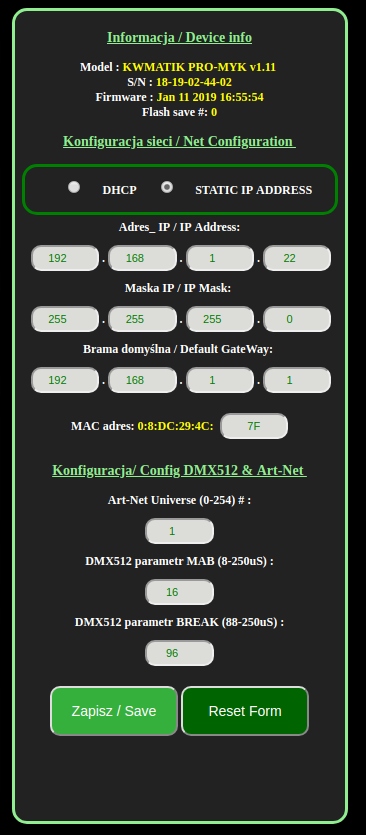 Informacja / Device info
Model : KWMATIK PRO-MYK v1.11
S/N : 18-19-02-44-02
Firmware : Jan 11 2019 16:55:54
Flash save #: 0
Konfiguracja sieci / Net Configuration
DHCP STATIC IP ADDRESS
Adres_ IP / IP Address:
192 . 168 . 1 . 22
Maska IP / IP Mask:
255 . 255 . 255 . 0
Brama domyślna / Default GateWay:
192 . 168 . 1 . 1
MAC adres: 0:8:DC:29:4C: 7F
Konfiguracja/ Config DMX512 & Art-Net
Art-Net Universe (0-254) # :
1
DMX512 parametr MAB (8-250uS) :
16
DMX512 parametr BREAK (88-250uS) :
96
Zapisz / Save Reset Form